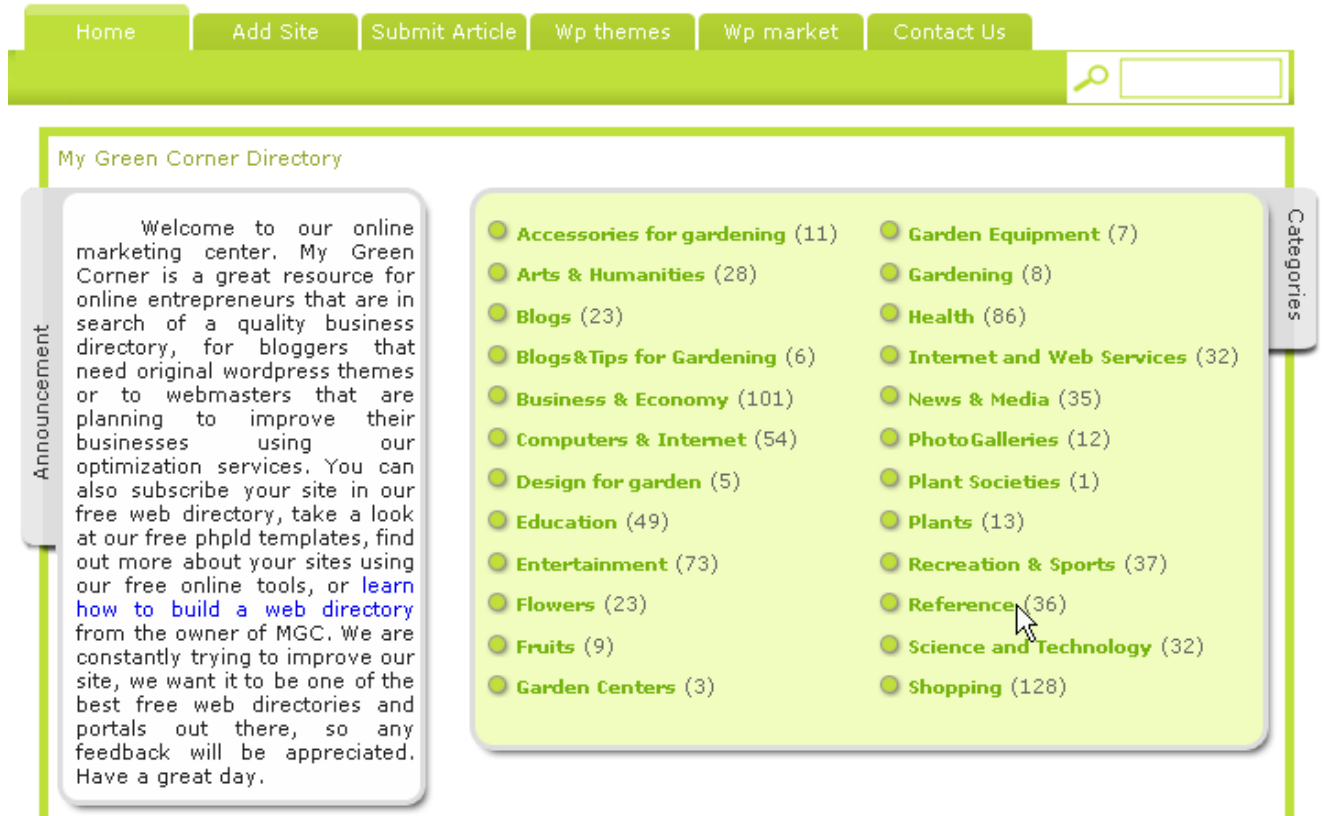 Home Add Site Submit Article Wp themes Wp market Contact Us
My Green Corner Directory
Announcement
Welcome to our online
marketing center. My Green
Corner is a great resource for
online entrepreneurs that are in
search of a quality business
directory, for bloggers that
need original wordpress themes
or to webmasters that are
planning to improve their
businesses using our
optimization services. You can
also subscribe your site in our
free web directory, take a look
at our free phpld templates, find
out more about your sites using
our free online tools, or learn
how to build a web directory
from the owner of MGC. We are
constantly trying to improve our
site, we want it to be one of the
best free web directories and
portals out there, so any
feedback will be appreciated.
Have a great day.
Accessories for gardening (11)
Arts & Humanities (28)
Blogs (23)
Blogs&Tips for Gardening (6)
Business & Economy (101)
Computers & Internet (54)
Design for garden (5)
Education (49)
Entertainment (73)
Flowers (23)
Fruits (9)
Garden Centers (3)
Garden Equipment (7)
Gardening (8)
Health (86)
Internet and Web Services (32)
News & Media (35)
PhotoGalleries (12)
Plant Societies (1)
Plants (13)
Recreation & Sports (37)
Reference (36)
Science and Technology (32)
Shopping (128)
Categories